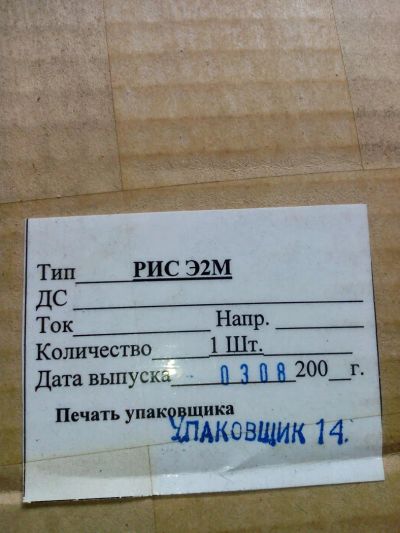 Тип РИС Э2М
ДС
Ток Напр.
Количество 1 Шт.
Дата выпуска 0308 200 г.
Печать упаковщика
УПАКОВЩИК 14.